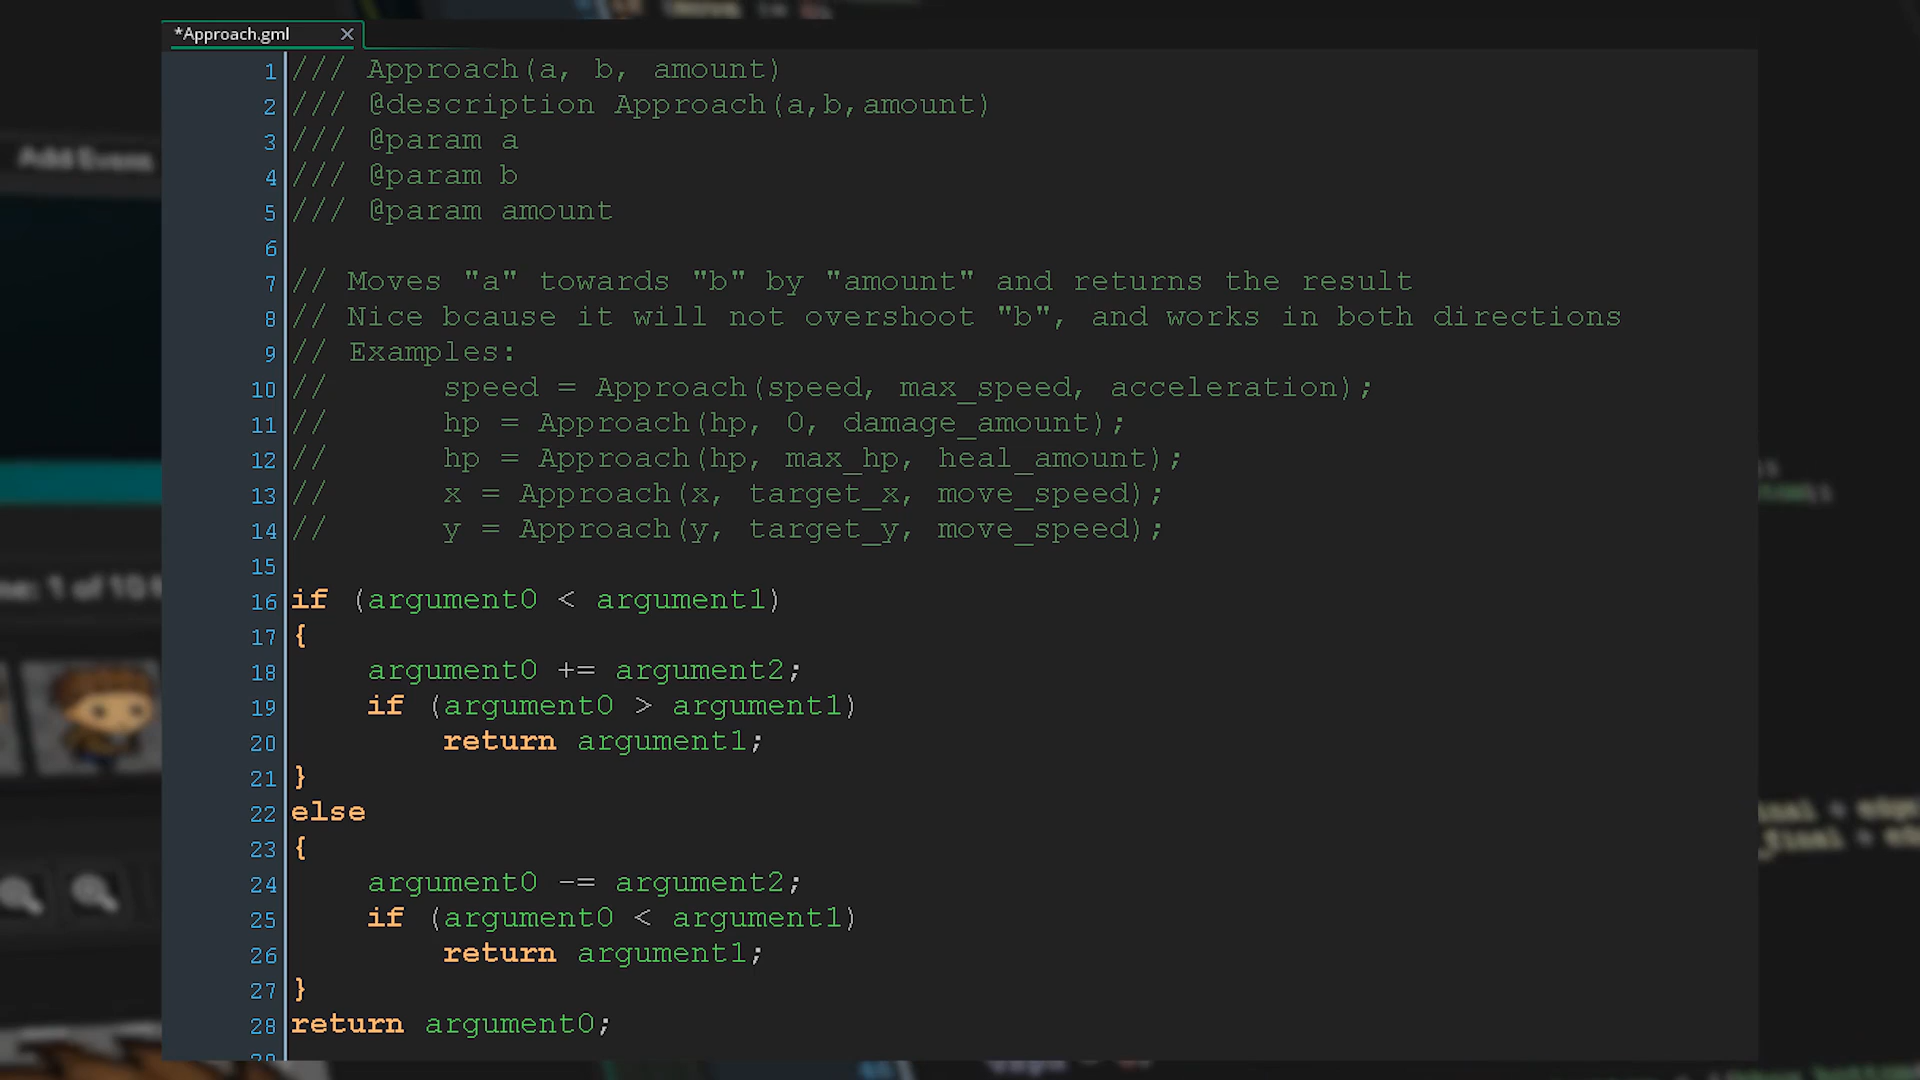 *Approach.gml
Add Event
1 /// Approach(a, b, amount)
2 /// @description Approach(a,b,amount)
3 /// @param a
4 /// @param b
5 /// @param amount
6
7 // Moves "a" towards "b" by "amount" and returns the result
8 // Nice bcause it will not overshoot "b", and works in both directions
9 // Examples:
10 // speed = Approach(speed, max_speed, acceleration);
11 // hp = Approach(hp, 0, damage_amount);
12 // hp = Approach(hp, max_hp, heal_amount);
13 // x = Approach(x, target_x, move_speed);
14 // y = Approach(y, target_y, move_speed);
15
16 if (argument0 < argument1)
17 {
18 argument0 += argument2;
19 if (argument0 > argument1)
20 return argument1;
21 }
22 else
23 {
24 argument0 -= argument2;
25 if (argument0 < argument1)
26 return argument1;
27 }
28 return argument0;